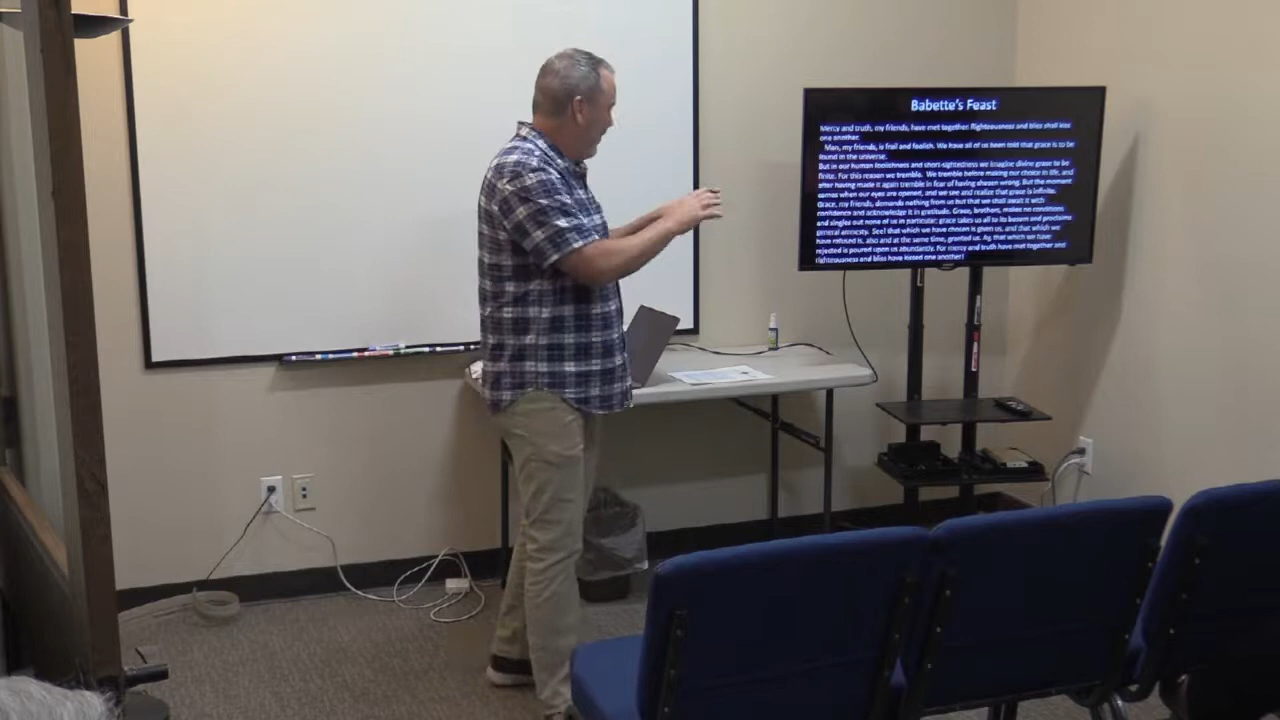 Babette's Feast
Mercy and truth, my friends, have met together. Righteousness and bliss shall kiss
one another.
Man, my friends, is frail and foolish. We have all of us been told that grace is to be
found in the universe.
But in our human foolishness and short-sightedness we imagine divine grace to be
finite. For this reason we tremble. We tremble before making our choice in life, and
after having made it again tremble in fear of having chosen wrong. But the moment
comes when our eyes are opened, and we see and realize that grace is infinite.
Grace, my friends, demands nothing from us but that we shall await it with
confidence and acknowledge it in gratitude. Grace, brothers, makes no conditions
and singles out none of us in particular; grace takes us all to its bosom and proclaims
general amnesty. See! that which we have chosen is given us, and that which we
have refused is, also and at the same time, granted us. Ay, that which we have
rejected is poured upon us abundantly. For mercy and truth have met together and
righteousness and bliss have kissed one another!